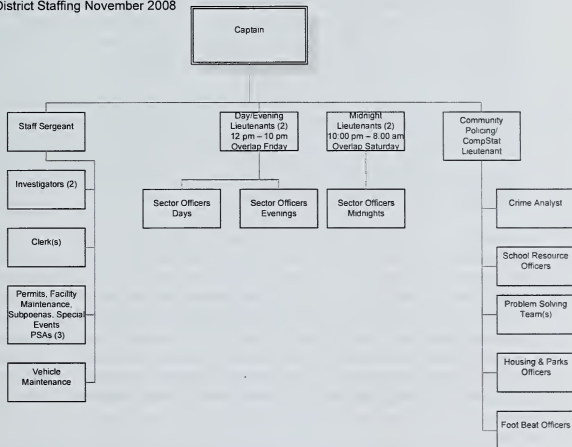 District Staffing November 2008
Captain
Staff Sergeant
Day/Evening
Lieutenants (2)
12 pm – 10 pm
Overlap Friday
Midnight
Lieutenants (2)
10:00 pm – 8:00 am
Overlap Saturday
Community
Policing/
CompStat
Lieutenant
Investigators (2)
Clerk(s)
Permits, Facility
Maintenance,
Subpoenas, Special
Events
PSAs (3)
Vehicle
Maintenance
Sector Officers
Days
Sector Officers
Evenings
Sector Officers
Midnights
Crime Analyst
School Resource
Officers
Problem Solving
Team(s)
Housing & Parks
Officers
Foot Beat Officers